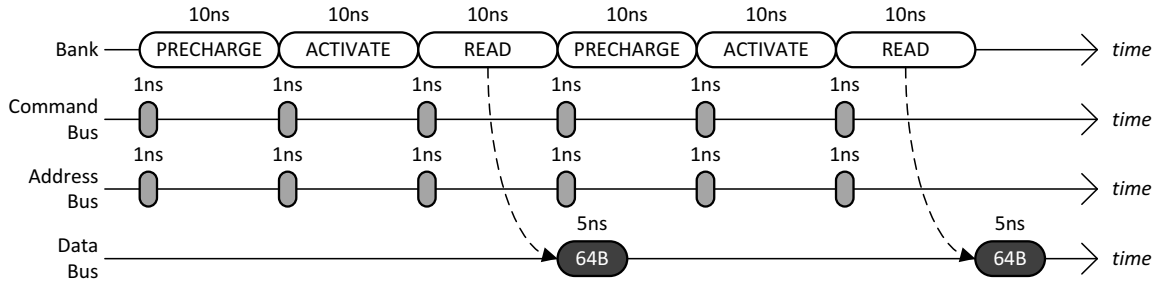 10ns 10ns 10ns 10ns 10ns 10ns
Bank PRECHARGE ACTIVATE READ PRECHARGE ACTIVATE READ time
1ns 1ns 1ns 1ns 1ns 1ns
Command
Bus
time
1ns 1ns 1ns 1ns 1ns 1ns
Address
Bus
time
5ns 5ns
Data
Bus
64B 64B time